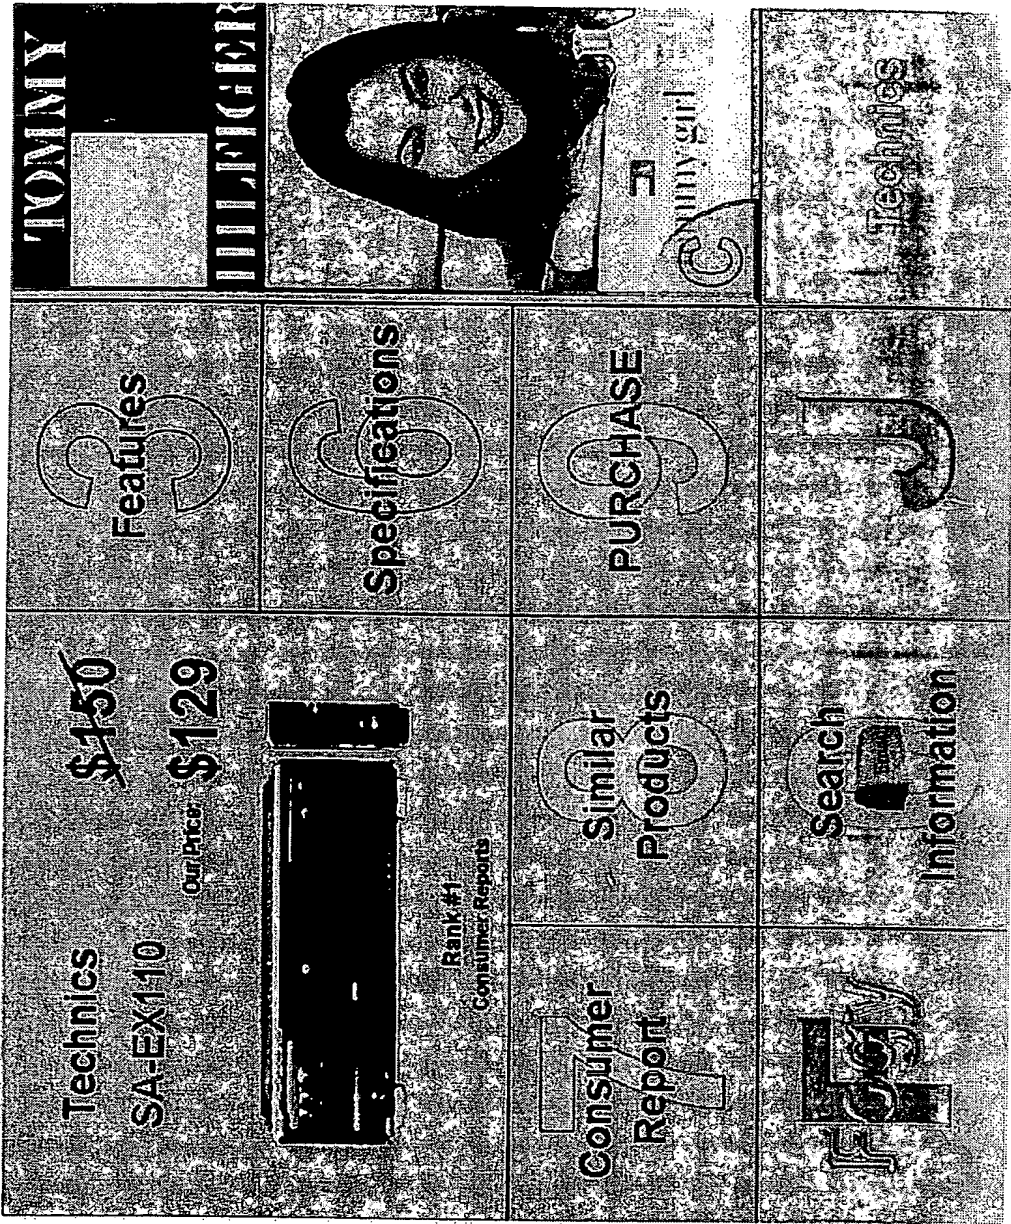 Technics
SA-EX110
$150
Our Price:
$129
Rank #1
Consumer Reports
3
Features
TOMMY
HILFIGER
6
Specifications
C
7
Consumer
Report
8
Similar
Products
9
PURCHASE
Search
Information
J
Technics